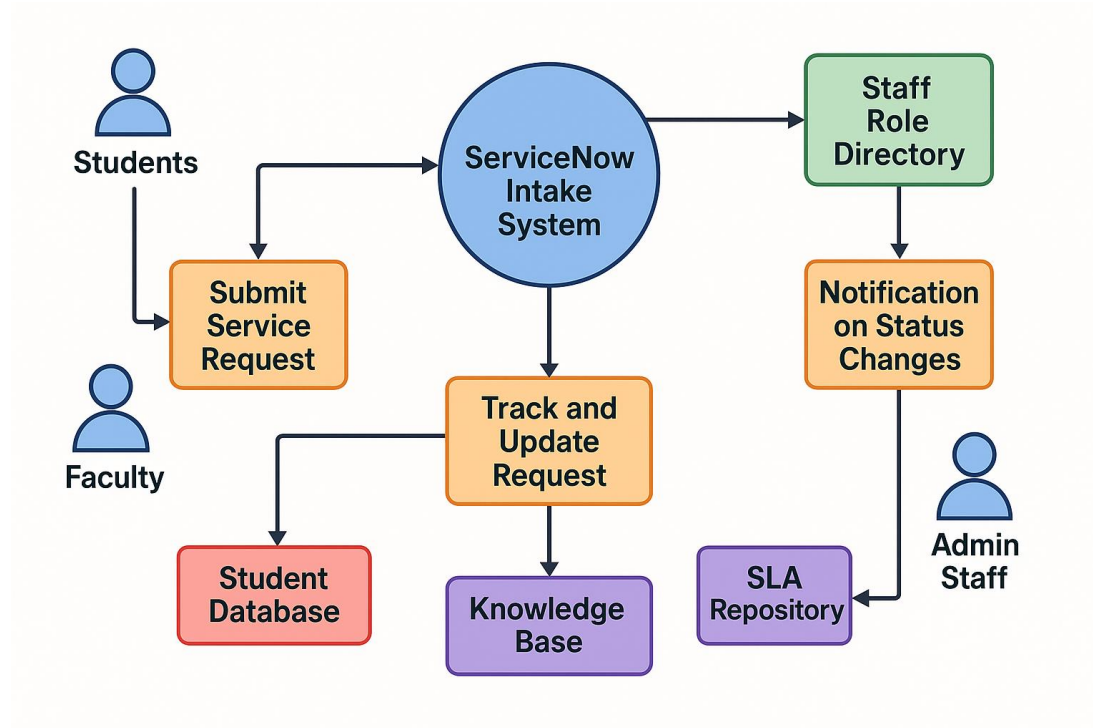 Students
ServiceNow
Intake
System
Staff
Role
Directory
Submit
Service
Request
Notification
on Status
Changes
Faculty
Track and
Update
Request
Admin
Staff
Student
Database
Knowledge
Base
SLA
Repository